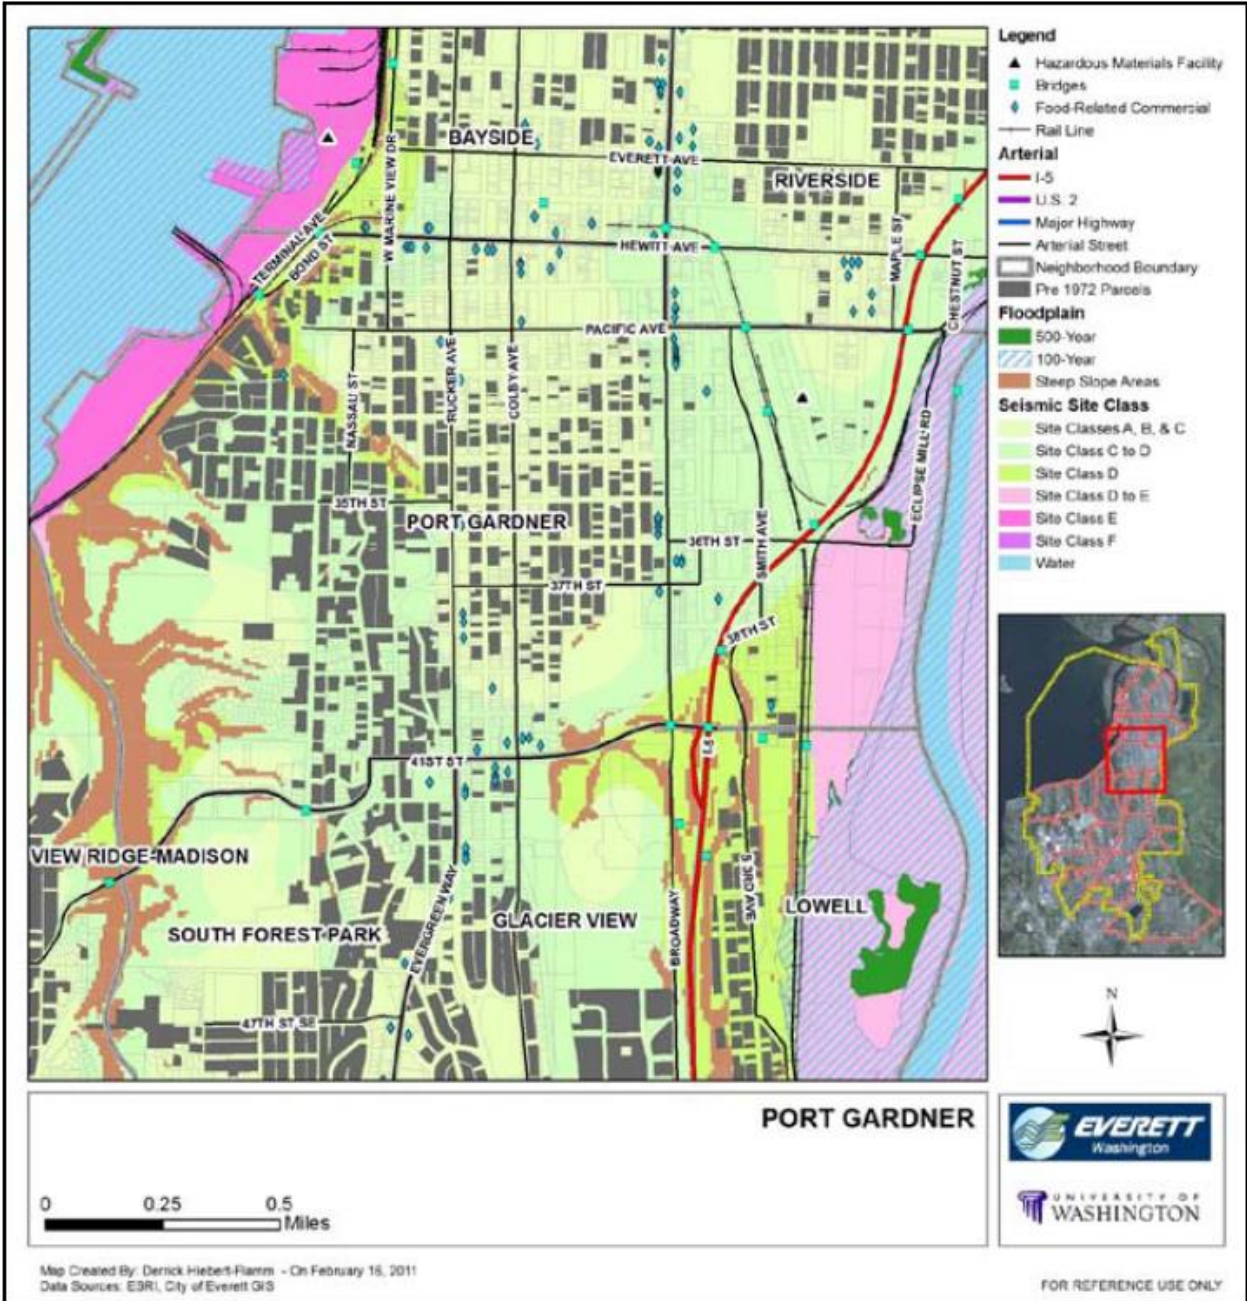 Legend
Hazardous Materials Facility
Bridges
Food-Related Commercial
Rail Line
Arterial
I-5
U.S. 2
Major Highway
Arterial Street
Neighborhood Boundary
Pre 1972 Parcels
Floodplain
500-Year
100-Year
Steep Slope Areas
Seismic Site Class
Site Classes A, B, & C
Site Class C to D
Site Class D
Site Class D to E
Site Class E
Site Class F
Water
BAYSIDE
W MARINE VIEW DR
EVERETT AVE
RIVERSIDE
TERMINAL AVE
BOND ST
HEWITT AVE
MAPLE ST
CHESTNUT ST
PACIFIC AVE
NASSAU ST
RUCKER AVE
COLBY AVE
ECLIPSE MILL RD
35TH ST
PORT GARDNER
36TH ST
SMITH AVE
37TH ST
38TH ST
I-5
41ST ST
VIEW RIDGE-MADISON
EVERGREEN WAY
GLACIER VIEW
BROADWAY
S 3RD AVE
LOWELL
SOUTH FOREST PARK
47TH ST SE
N
PORT GARDNER
0 0.25 0.5
Miles
EVERETT
Washington
UNIVERSITY OF
WASHINGTON
Map Created By: Derrick Hiebert-Flamm - On February 16, 2011
Data Sources: ESRI, City of Everett GIS
FOR REFERENCE USE ONLY